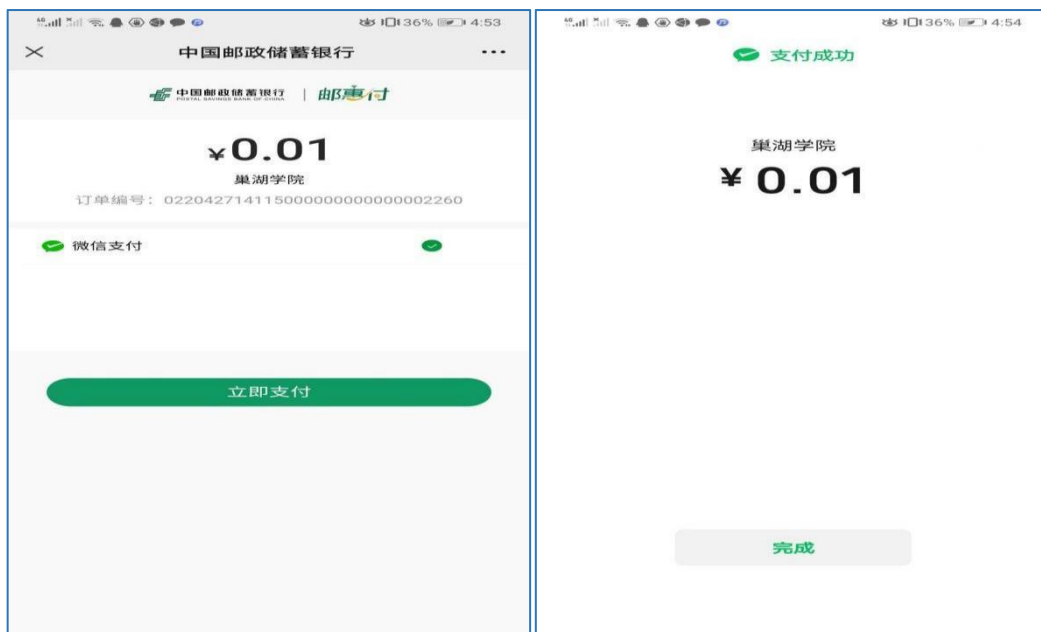 36% 4:53
中国邮政储蓄银行
中国邮政储蓄银行 | 邮惠付
POSTAL SAVINGS BANK OF CHINA
¥0.01
巢湖学院
订单编号：0220427141150000000000000002260
微信支付
立即支付
36% 4:54
支付成功
巢湖学院
¥ 0.01
完成